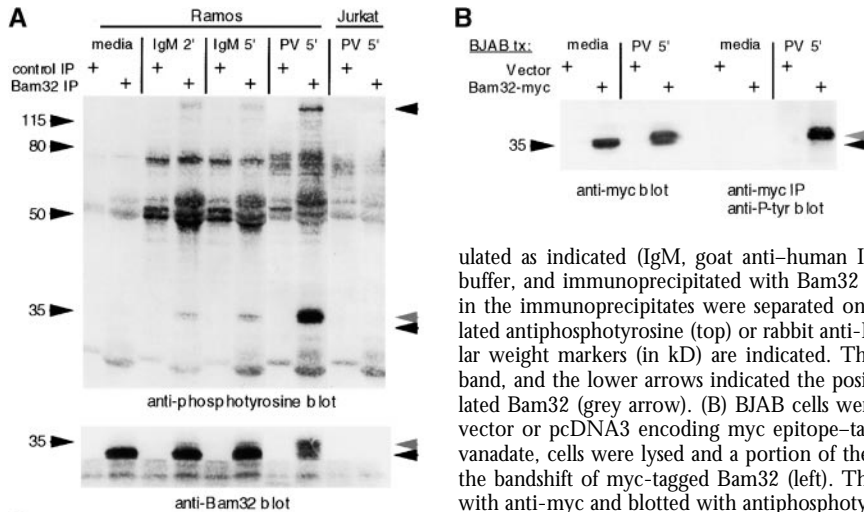 A
Ramos
Jurkat
media IgM 2' IgM 5' PV 5' PV 5'
control IP + + + + +
Bam32 IP + + + + +
115
80
50
35
anti-phosphotyrosine blot
35
anti-Bam32 blot
B
BJAB tx: media PV 5' media PV 5'
Vector + + + +
Bam32-myc + + + +
35
anti-myc blot
anti-myc IP
anti-P-tyr blot
ulated as indicated (IgM, goat anti–human I
buffer, and immunoprecipitated with Bam32
in the immunoprecipitates were separated on
lated antiphosphotyrosine (top) or rabbit anti-
lar weight markers (in kD) are indicated. Th
band, and the lower arrows indicated the posi
lated Bam32 (grey arrow). (B) BJAB cells wer
vector or pcDNA3 encoding myc epitope–ta
vanadate, cells were lysed and a portion of the
the bandshift of myc-tagged Bam32 (left). Th
with anti-myc and blotted with antiphosphoty